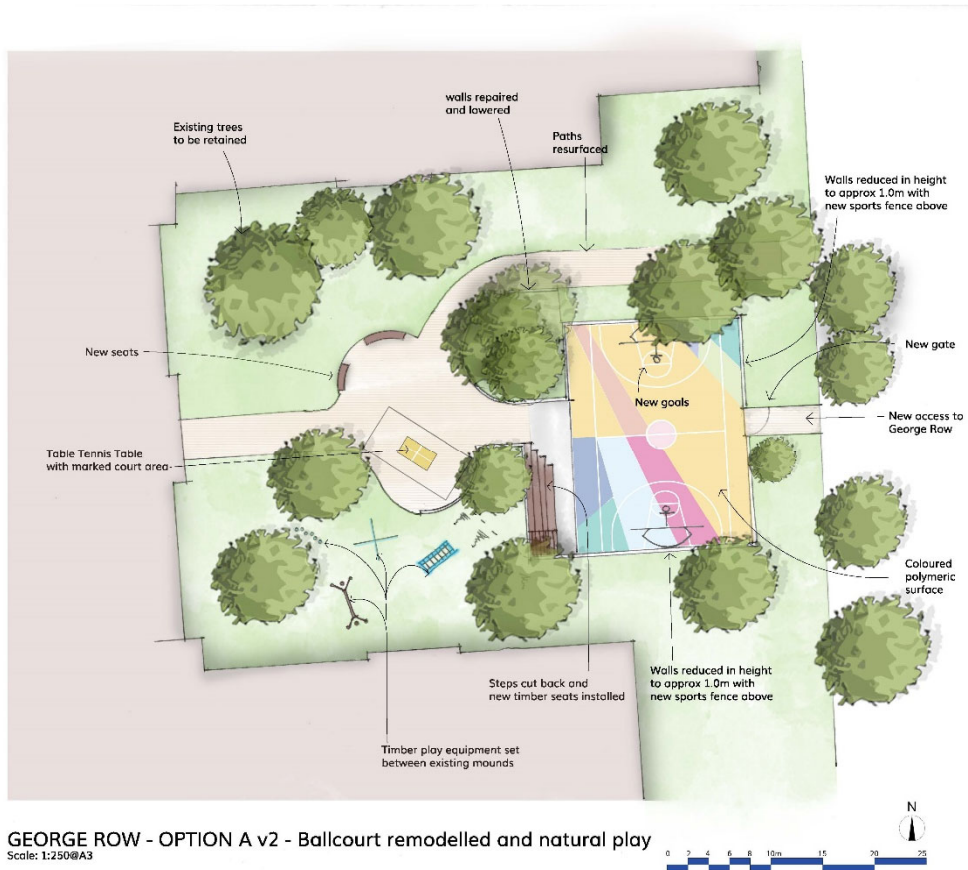 walls repaired
and lowered
Existing trees
to be retained
Paths
resurfaced
Walls reduced in height
to approx 1.0m with
new sports fence above
New seats
New gate
New goals
New access to
George Row
Table Tennis Table
with marked court area
Coloured
polymeric
surface
Steps cut back and
new timber seats installed
Walls reduced in height
to approx 1.0m with
new sports fence above
Timber play equipment set
between existing mounds
N
GEORGE ROW - OPTION A v2 - Ballcourt remodelled and natural play
Scale: 1:250@A3
0 2 4 6 8 10m 15 20 25